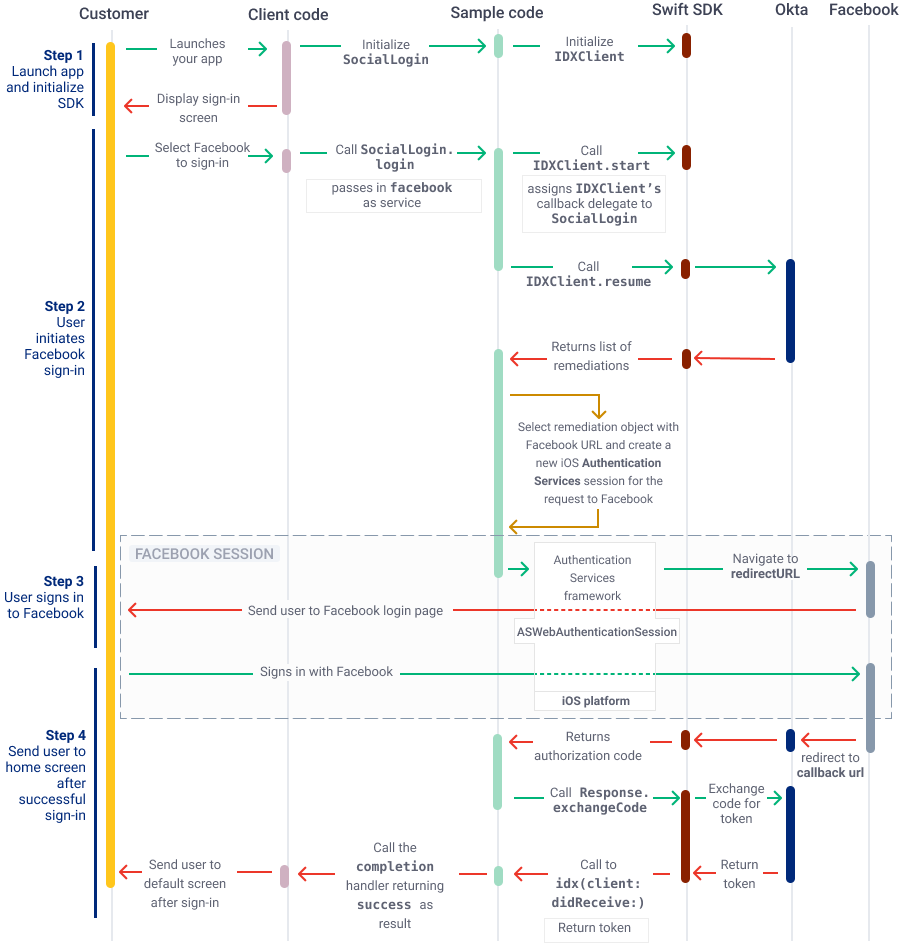 Customer
Client code
Sample code
Swift SDK
Okta
Facebook
Step 1
Launch app
and initialize
SDK
Launches
your app
Initialize
SocialLogin
Initialize
IDXClient
Display sign-in
screen
Step 2
User
initiates
Facebook
sign-in
Select Facebook
to sign-in
Call SocialLogin.
login
passes in facebook
as service
Call
IDXClient.start
assigns IDXClient’s
callback delegate to
SocialLogin
Call
IDXClient.resume
Returns list of
remediations
Select remediation object with
Facebook URL and create a
new iOS Authentication
Services session for the
request to Facebook
FACEBOOK SESSION
Step 3
User signs in
to Facebook
Authentication
Services
framework
Navigate to
redirectURL
Send user to Facebook login page
ASWebAuthenticationSession
Signs in with Facebook
iOS platform
Step 4
Send user to
home screen
after
successful
sign-in
Returns
authorization code
redirect to
callback url
Call Response.
exchangeCode
Exchange
code for
token
Send user to
default screen
after sign-in
Call the
completion
handler returning
success as
result
Call to
idx(client:
didReceive:)
Return token
Return
token